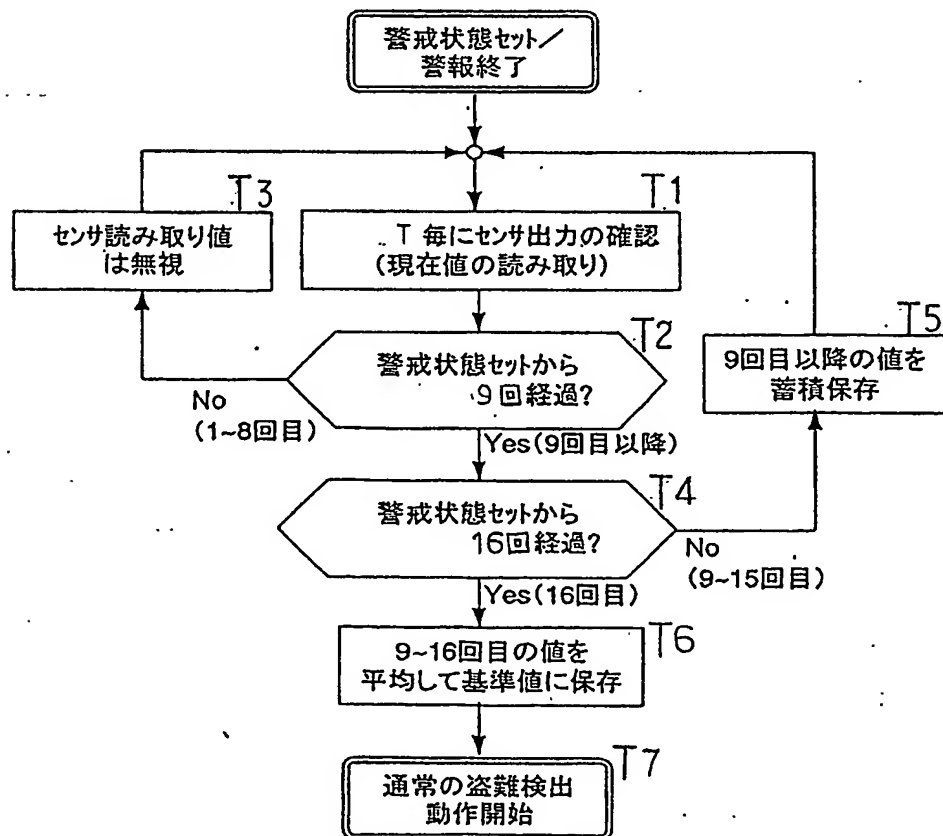 警戒状態セット／
警報終了
T3
センサ読み取り値
は無視
T1
T 毎にセンサ出力の確認
(現在値の読み取り)
T2
警戒状態セットから
9回経過?
No
(1~8回目)
Yes(9回目以降)
T5
9回目以降の値を
蓄積保存
T4
警戒状態セットから
16回経過?
No
(9~15回目)
Yes(16回目)
T6
9~16回目の値を
平均して基準値に保存
T7
通常の盗難検出
動作開始